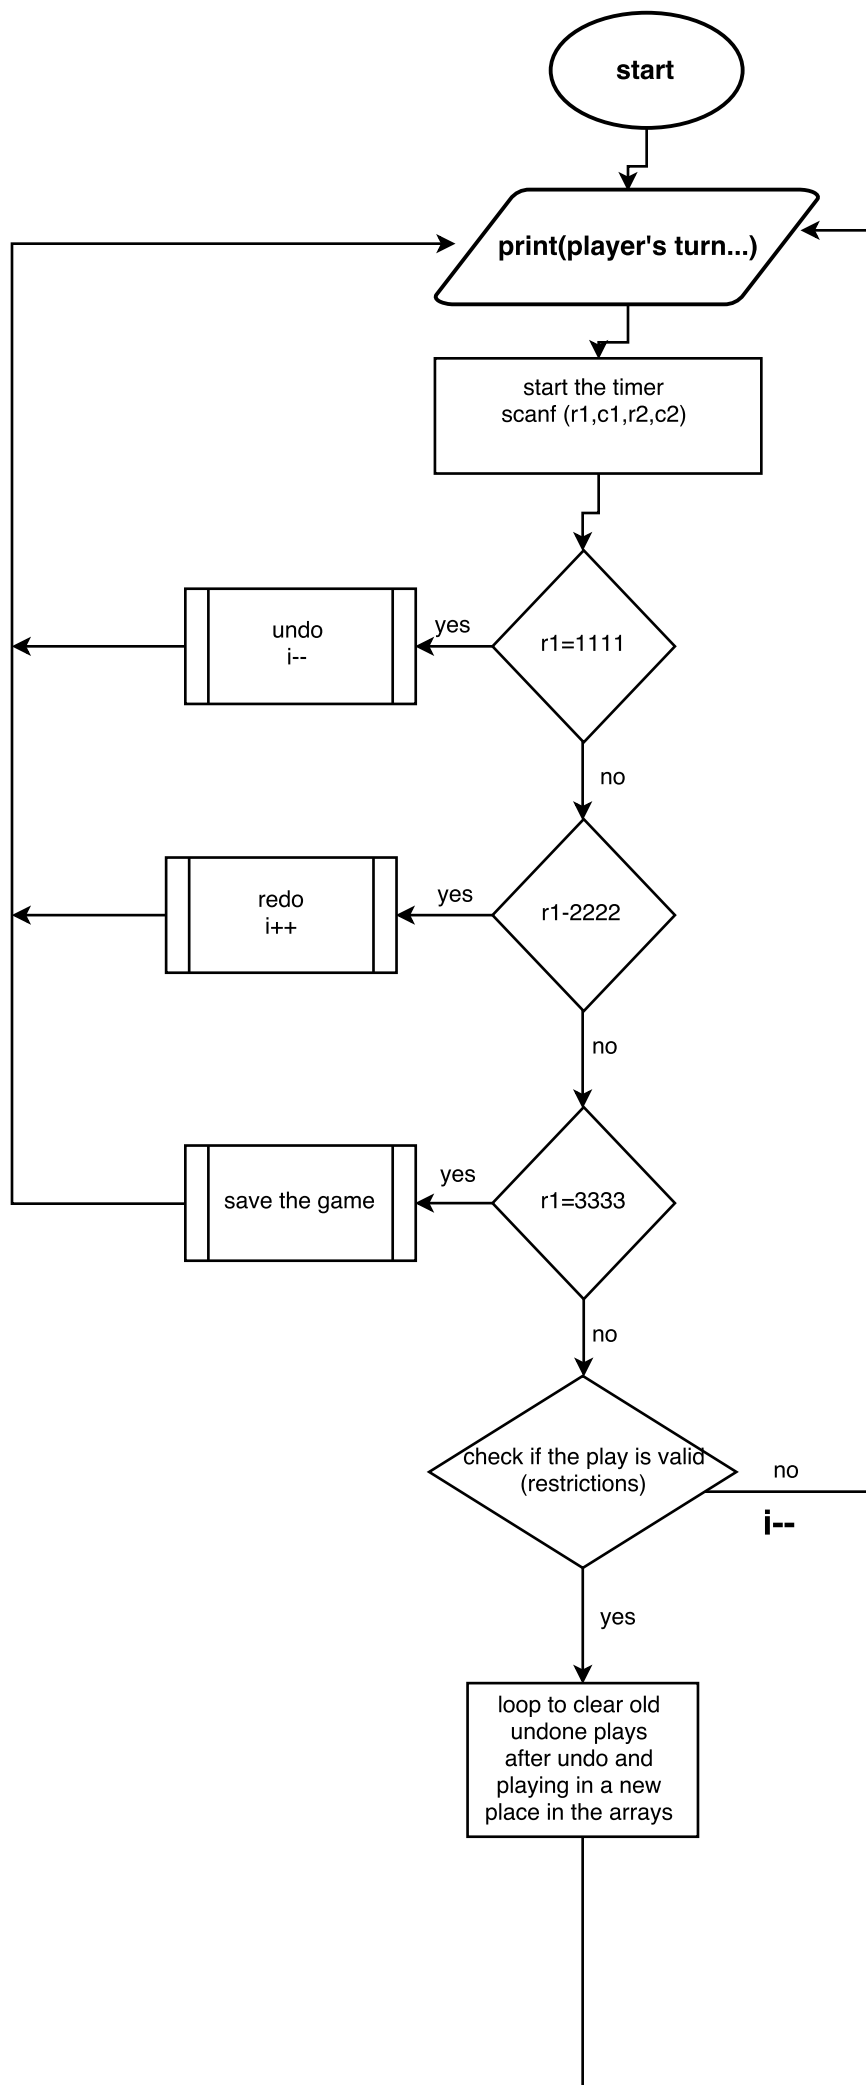 start
print(player's turn...)
start the timer
scanf (r1,c1,r2,c2)
undo
i--
yes
r1=1111
no
redo
i++
yes
r1-2222
no
save the game
yes
r1=3333
no
check if the play is valid
(restrictions)
no
i--
yes
loop to clear old
undone plays
after undo and
playing in a new
place in the arrays